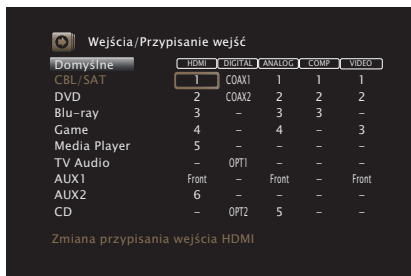 Wejścia/Przypisanie wejść
Domyślne HDMI DIGITAL ANALOG COMP VIDEO
CBL/SAT 1 COAX1 1 1 1
DVD 2 COAX2 2 2 2
Blu-ray 3 – 3 3 –
Game 4 – 4 – 3
Media Player 5 – – – –
TV Audio – OPT1 – – –
AUX1 Front – Front – Front
AUX2 6 – – – –
CD – OPT2 5 – –
Zmiana przypisania wejścia HDMI